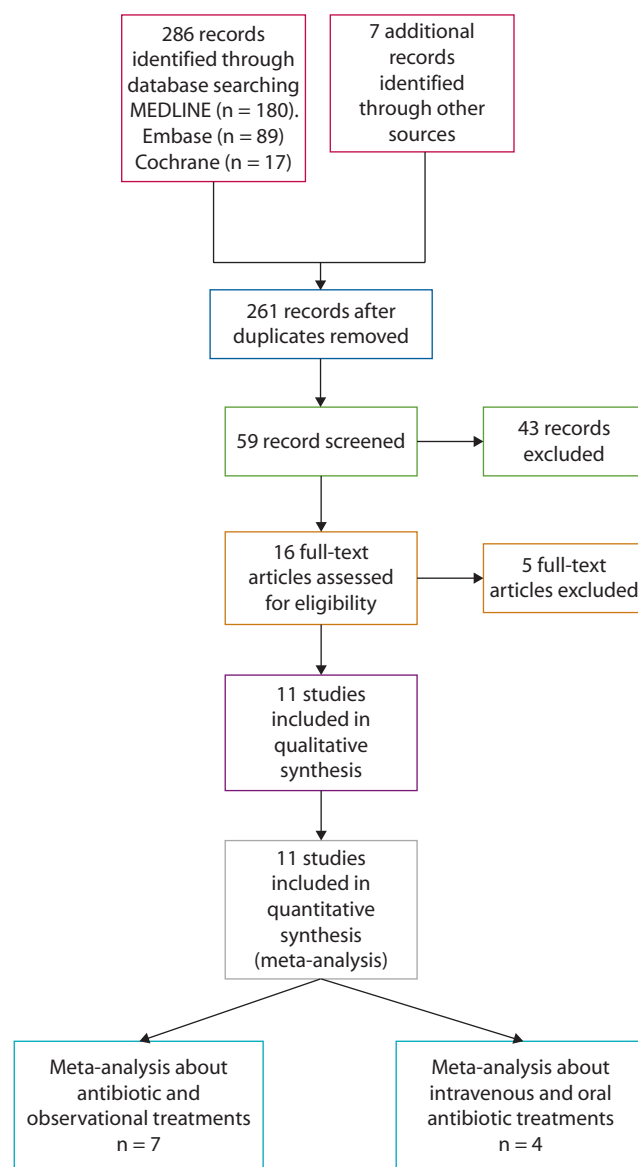 286 records
identified through
database searching
MEDLINE (n = 180).
Embase (n = 89)
Cochrane (n = 17)
7 additional
records
identified
through other
sources
261 records after
duplicates removed
59 record screened
43 records
excluded
16 full-text
articles assessed
for eligibility
5 full-text
articles excluded
11 studies
included in
qualitative
synthesis
11 studies
included in
quantitative
synthesis
(meta-analysis)
Meta-analysis about
antibiotic and
observational treatments
n = 7
Meta-analysis about
intravenous and oral
antibiotic treatments
n = 4